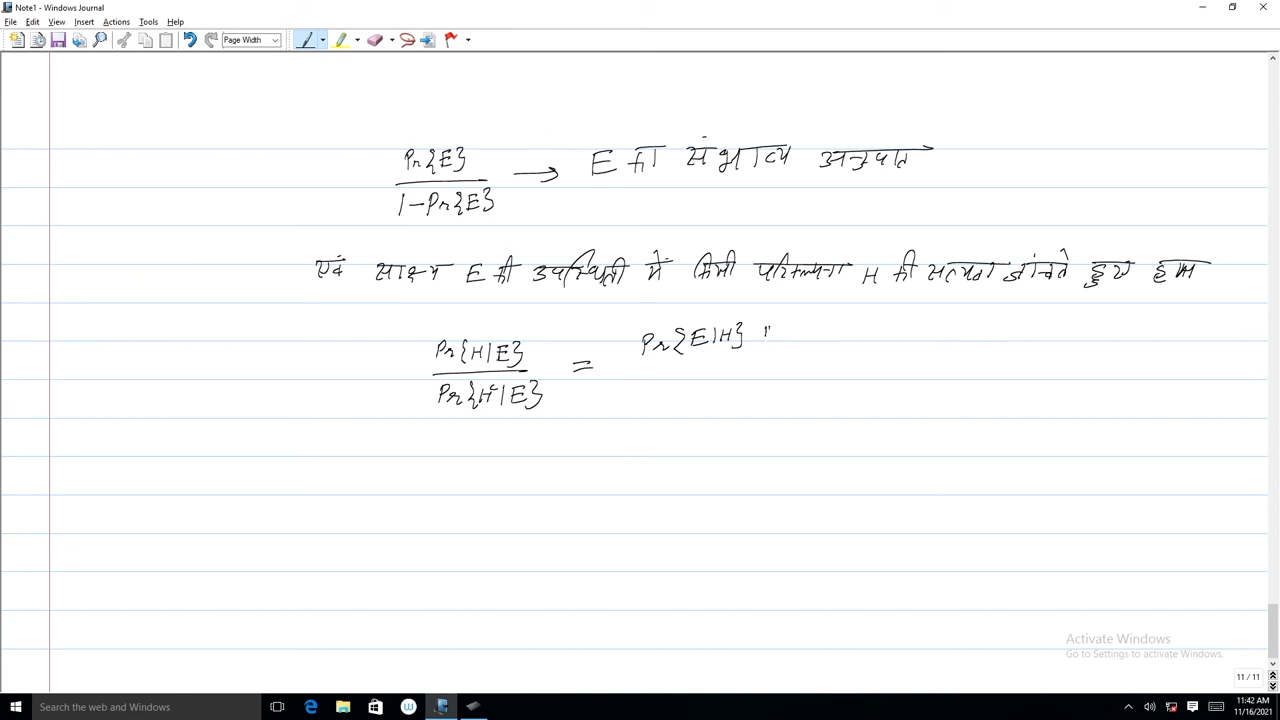 Note1 - Windows Journal
File Edit View Insert Actions Tools Help
Page Width
Pr{E} / 1-Pr{E} → E का संभाव्य अनुपात
एवं साक्ष्य E की उपस्थिती में किसी परिकल्पना H की सत्यता जांचते हुए हम
Pr{H|E} / Pr{Hᶜ|E} = Pr{E|H}
Activate Windows
Go to Settings to activate Windows.
11 / 11
Search the web and Windows
11:42 AM
11/16/2021